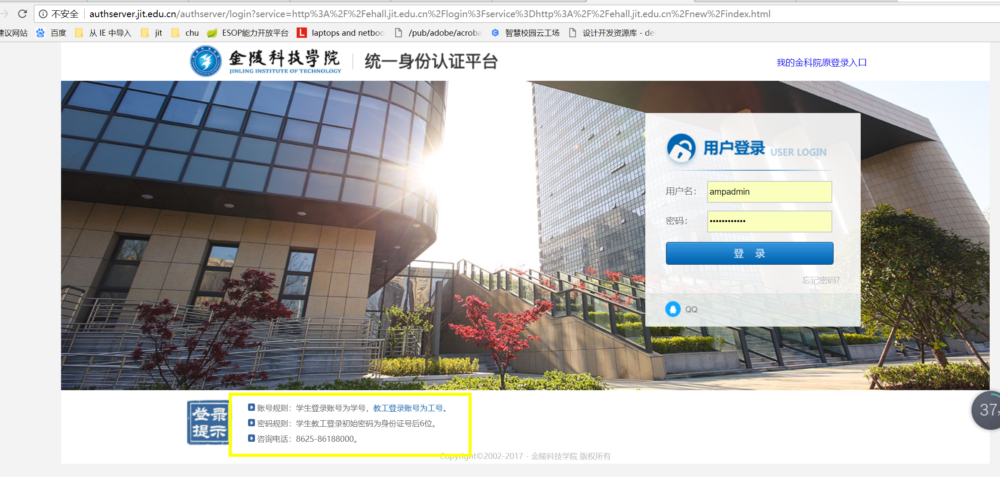 不安全 authserver.jit.edu.cn/authserver/login?service=http%3A%2F%2Fehall.jit.edu.cn%2Flogin%3Fservice%3Dhttp%3A%2F%2Fehall.jit.edu.cn%2Fnew%2Findex.html
建议网站 百度 从 IE 中导入 jit chu ESOP能力开放平台 laptops and netboo /pub/adobe/acroba 智慧校园云工场 设计开发资源库 - de
金陵科技學院 统一身份认证平台
JINLING INSTITUTE OF TECHNOLOGY
我的金科院原登录入口
用户登录 USER LOGIN
用户名： ampadmin
密码： ••••••••••••
登 录
忘记密码?
QQ
登录
提示
账号规则：学生登录账号为学号，教工登录账号为工号。
密码规则：学生教工登录初始密码为身份证号后6位。
咨询电话：8625-86188000。
Copyright©2002-2017 - 金陵科技学院 版权所有
37%